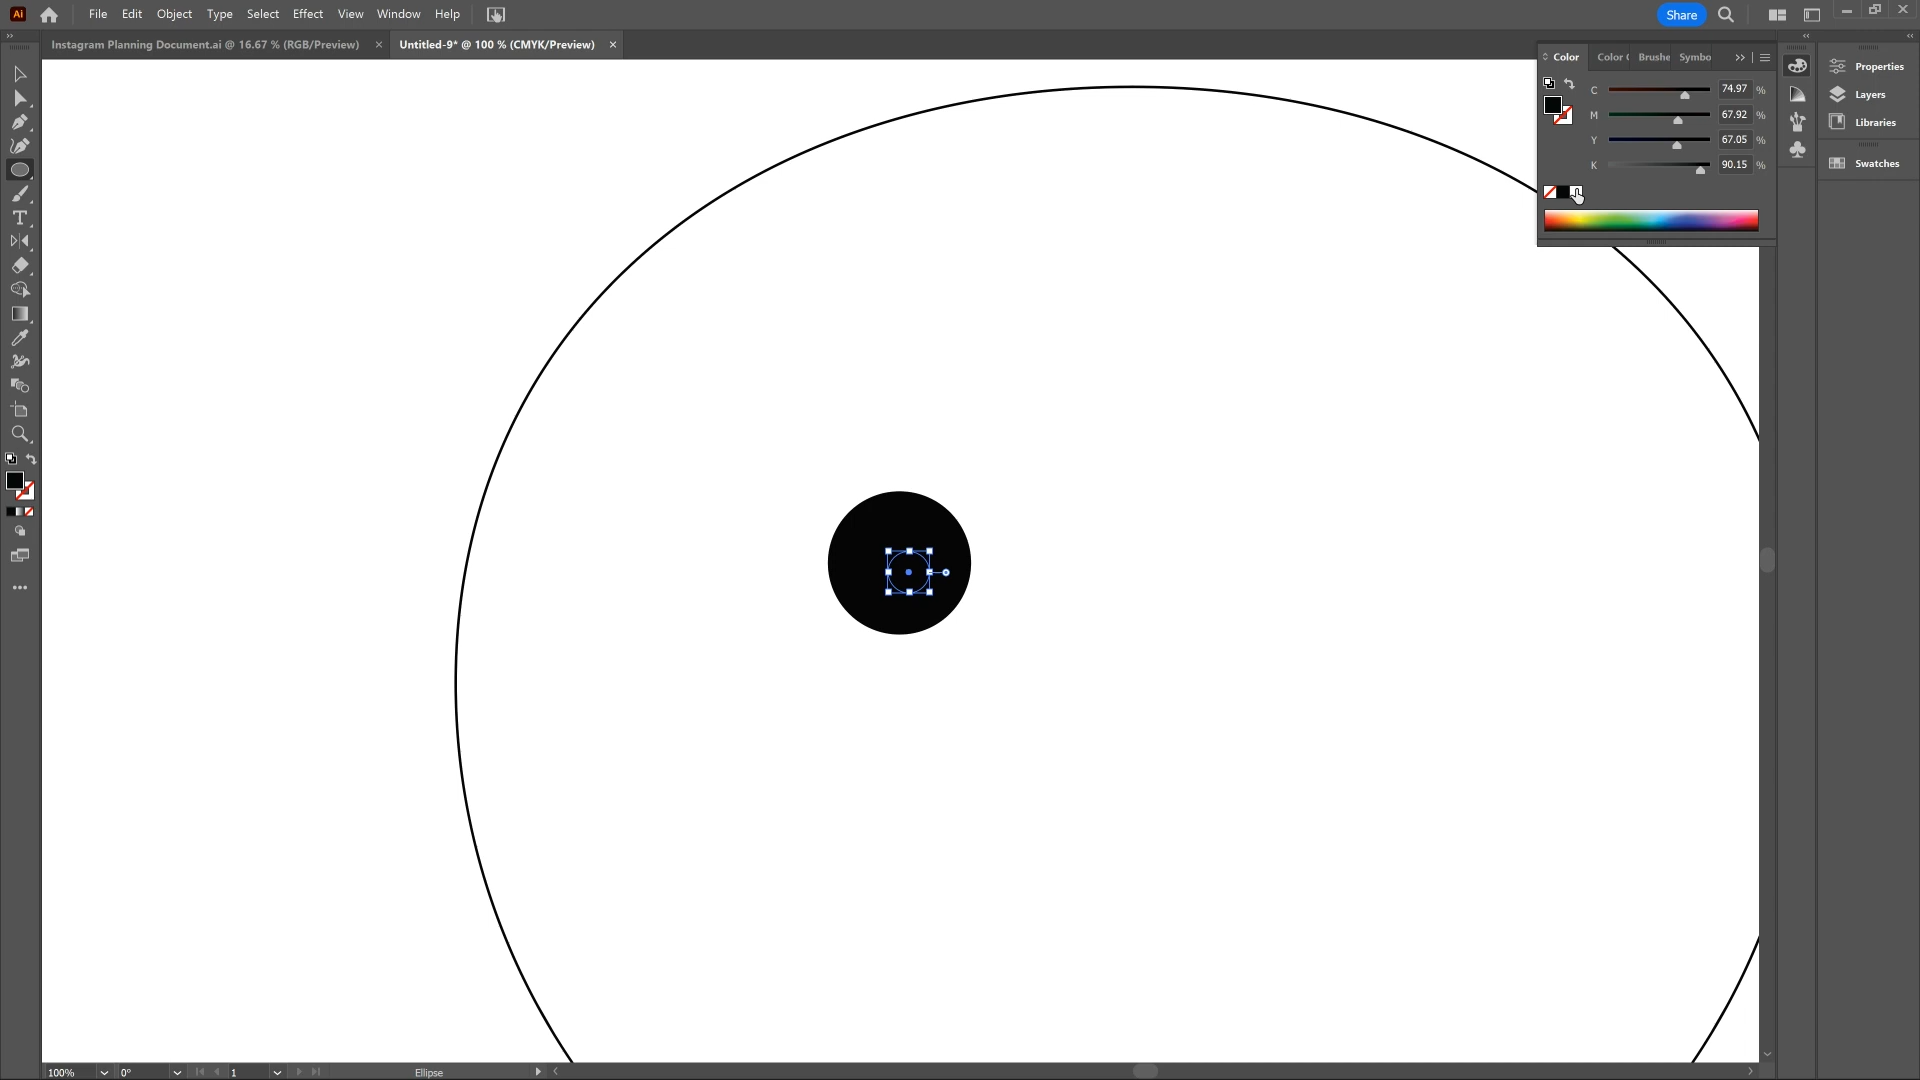 Ai File Edit Object Type Select Effect View Window Help Share
Instagram Planning Document.ai @ 16.67 % (RGB/Preview) × Untitled-9* @ 100 % (CMYK/Preview) ×
Color Color Brushe Symbo
C 74.97 %
M 67.92 %
Y 67.05 %
K 90.15 %
Properties
Layers
Libraries
Swatches
100% 0° 1 Ellipse